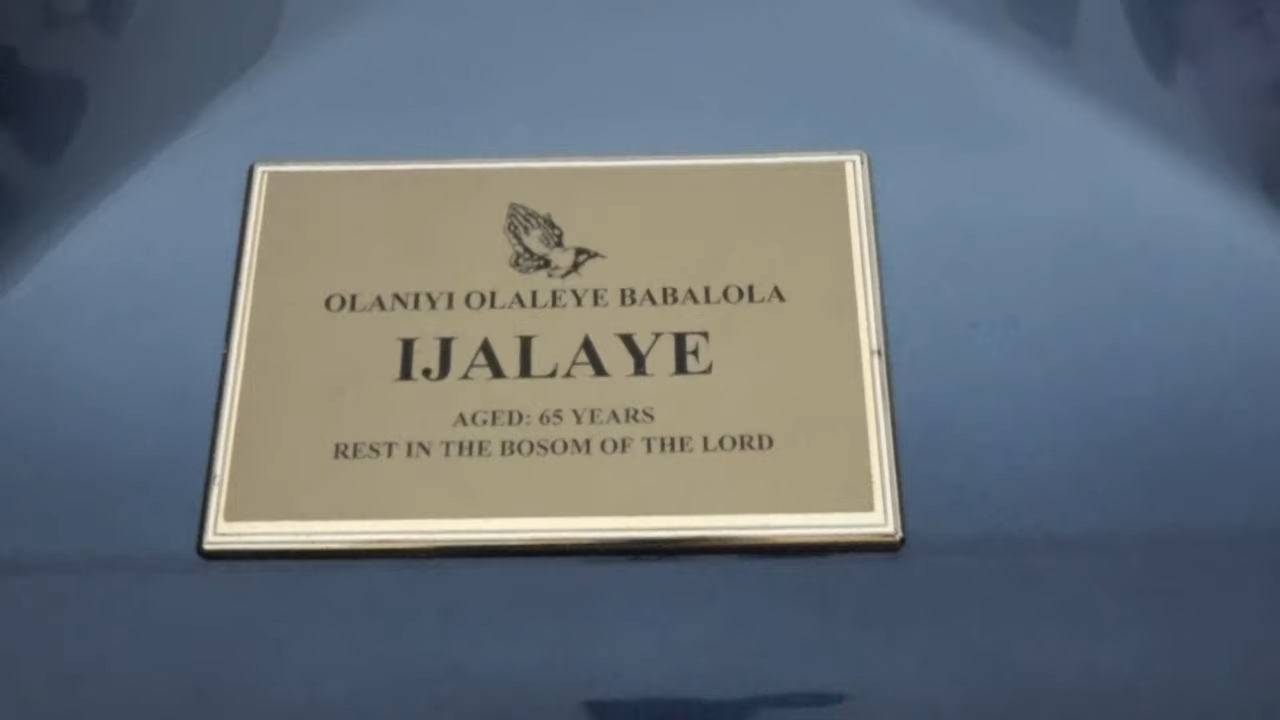 OLANIYI OLALEYE BABALOLA
IJALAYE
AGED: 65 YEARS
REST IN THE BOSOM OF THE LORD